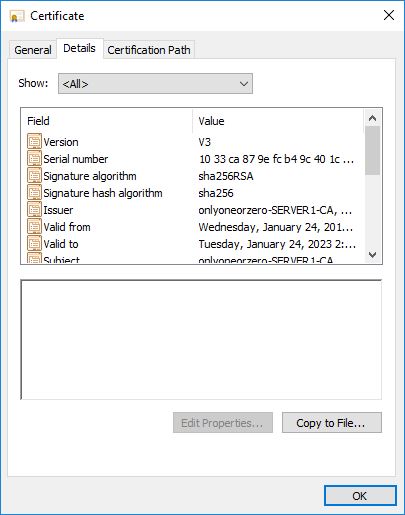 Certificate
General Details Certification Path
Show: <All>
Field Value
Version V3
Serial number 10 33 ca 87 9e fc b4 9c 40 1c ...
Signature algorithm sha256RSA
Signature hash algorithm sha256
Issuer onlyoneorzero-SERVER1-CA, ...
Valid from Wednesday, January 24, 201...
Valid to Tuesday, January 24, 2023 2:...
Subject onlyoneorzero-SERVER1-CA
Edit Properties... Copy to File...
OK